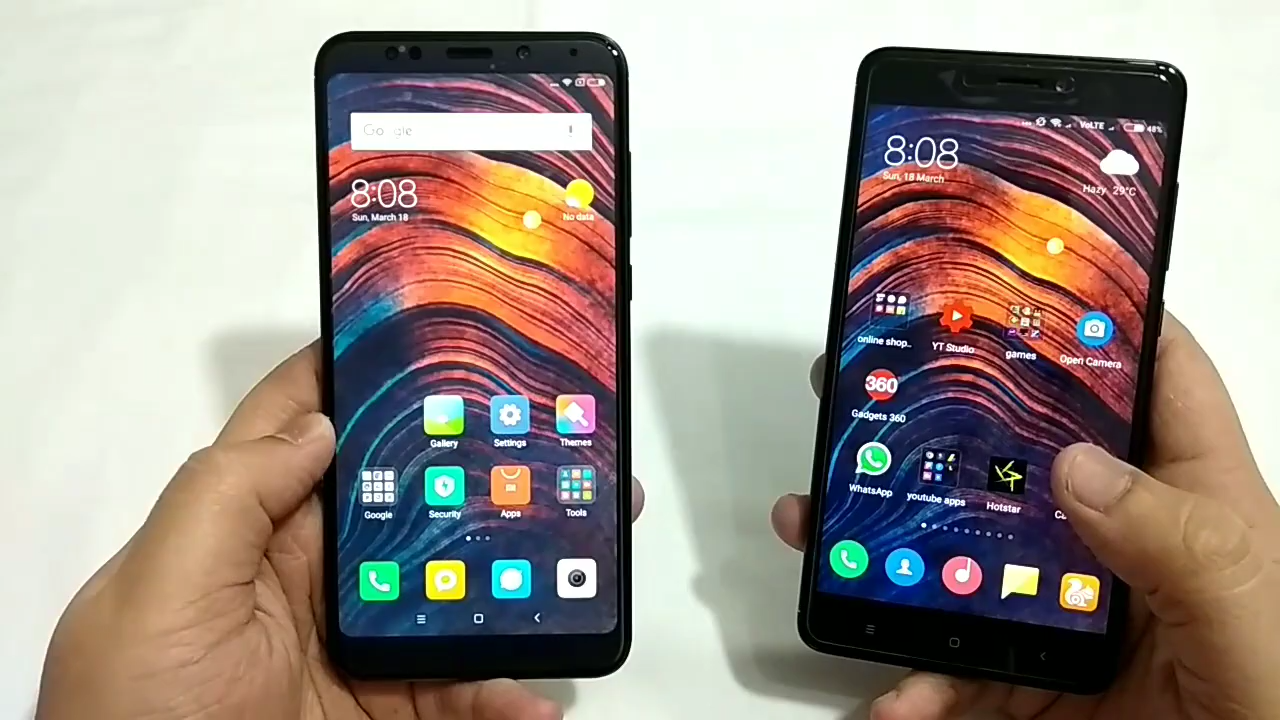 Google
8:08
Sun, March 18
No data
Gallery
Settings
Themes
Google
Security
Apps
Tools
VoLTE
48%
8:08
Sun, 18 March
Hazy 29°C
online shop..
YT Studio
games
Open Camera
360
Gadgets 360
WhatsApp
youtube apps
Hotstar